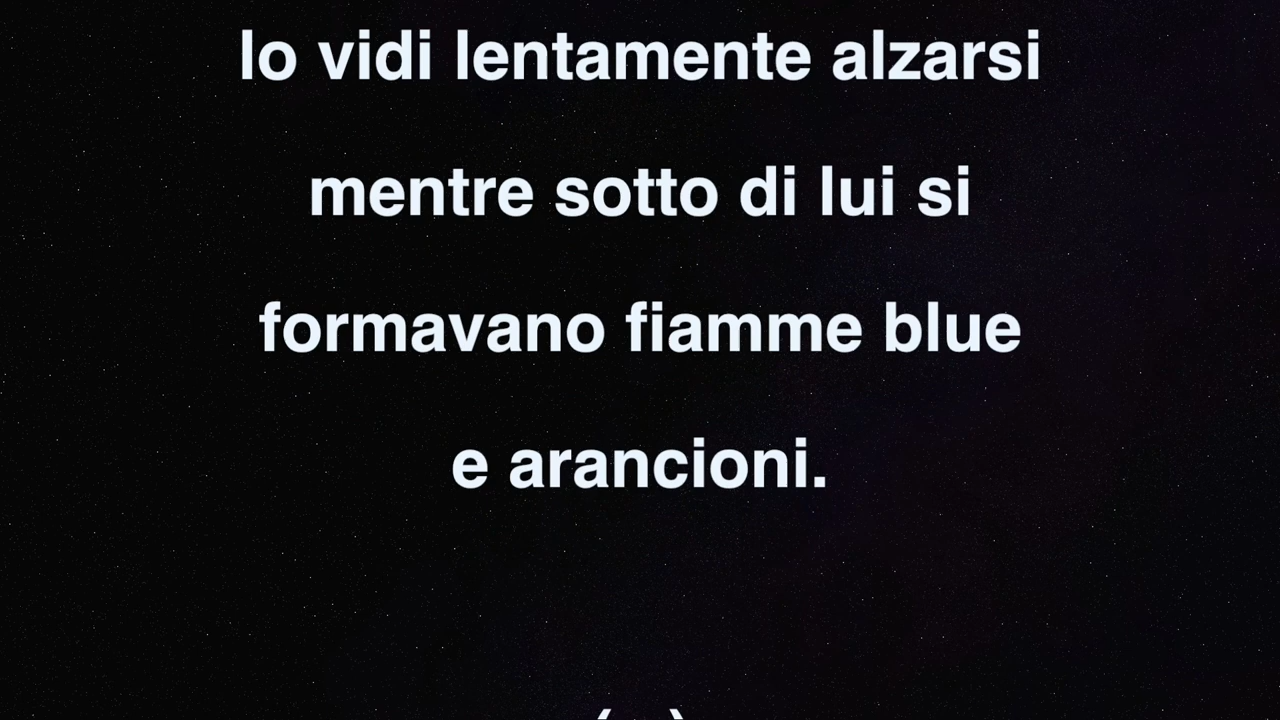 lo vidi lentamente alzarsi
mentre sotto di lui si
formavano fiamme blue
e arancioni.